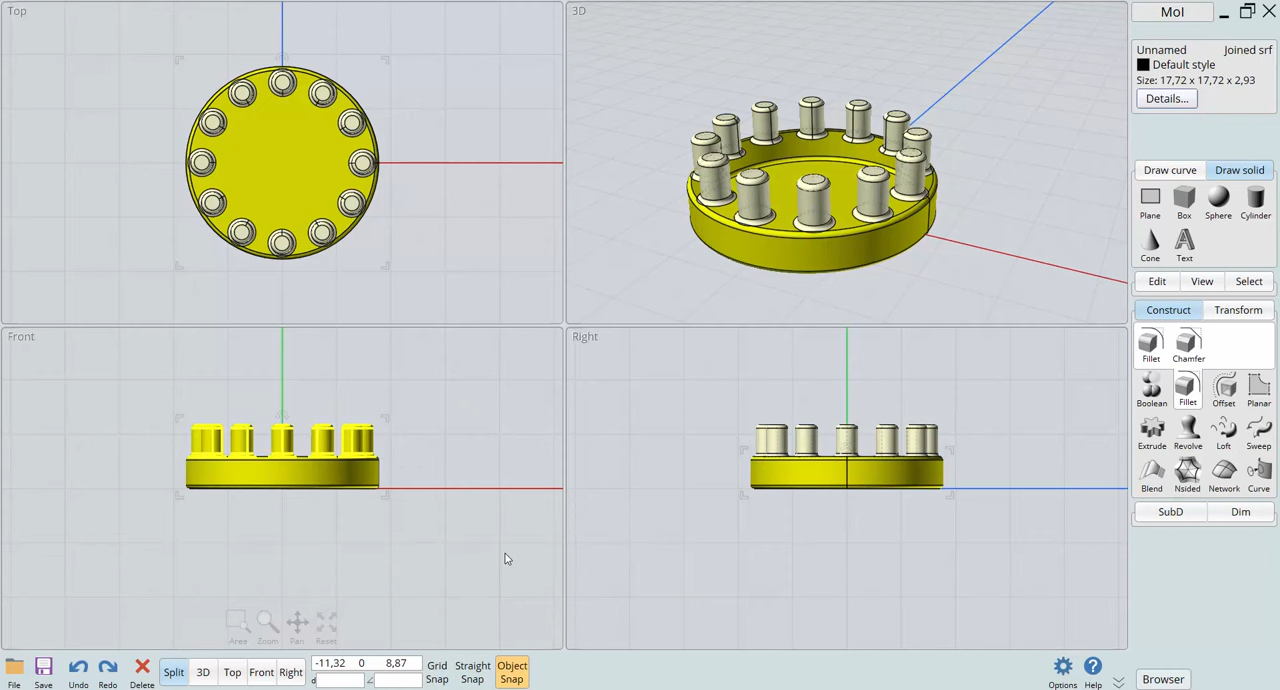 Top
3D
MoI
Unnamed Joined srf
Default style
Size: 17,72 x 17,72 x 2,93
Details...
Draw curve Draw solid
Plane Box Sphere Cylinder
Cone Text
Edit View Select
Construct Transform
Fillet Chamfer
Boolean Fillet Offset Planar
Extrude Revolve Loft Sweep
Blend Nsided Network Curve
SubD Dim
Front
Right
Area Zoom Pan Reset
File Save Undo Redo Delete
Split 3D Top Front Right
-11,32 0 8,87
d
Grid Snap
Straight Snap
Object Snap
Options Help
Browser